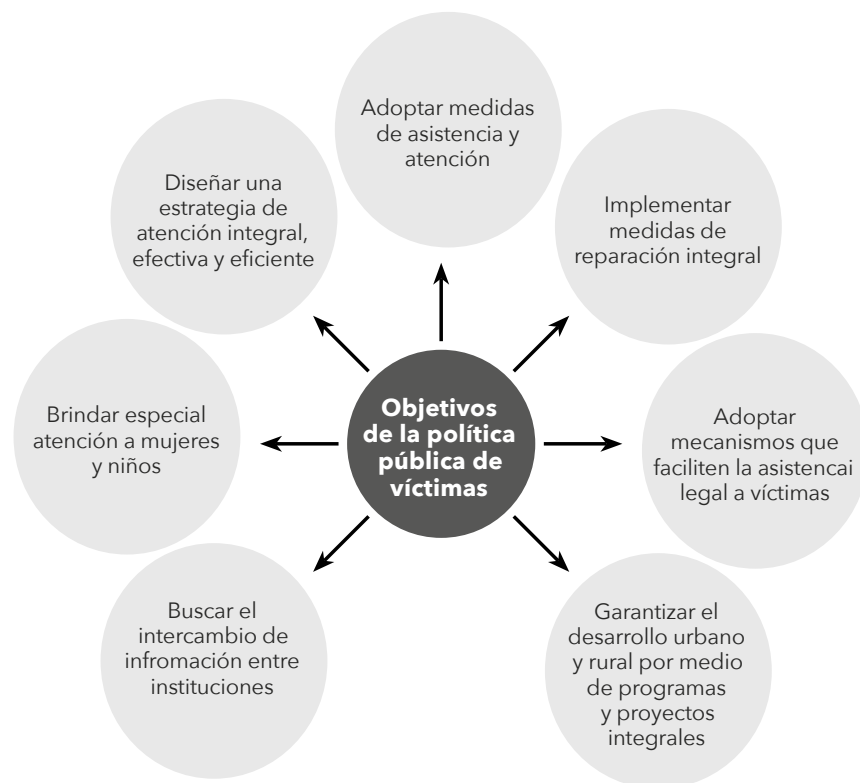 Adoptar medidas
de asistencia y
atención
Diseñar una
estrategia de
atención integral,
efectiva y eficiente
Implementar
medidas de
reparación integral
Brindar especial
atención a mujeres
y niños
Objetivos
de la política
pública de
víctimas
Adoptar
mecanismos que
faciliten la asistencai
legal a víctimas
Buscar el
intercambio de
infromación entre
instituciones
Garantizar el
desarrollo urbano
y rural por medio
de programas
y proyectos
integrales